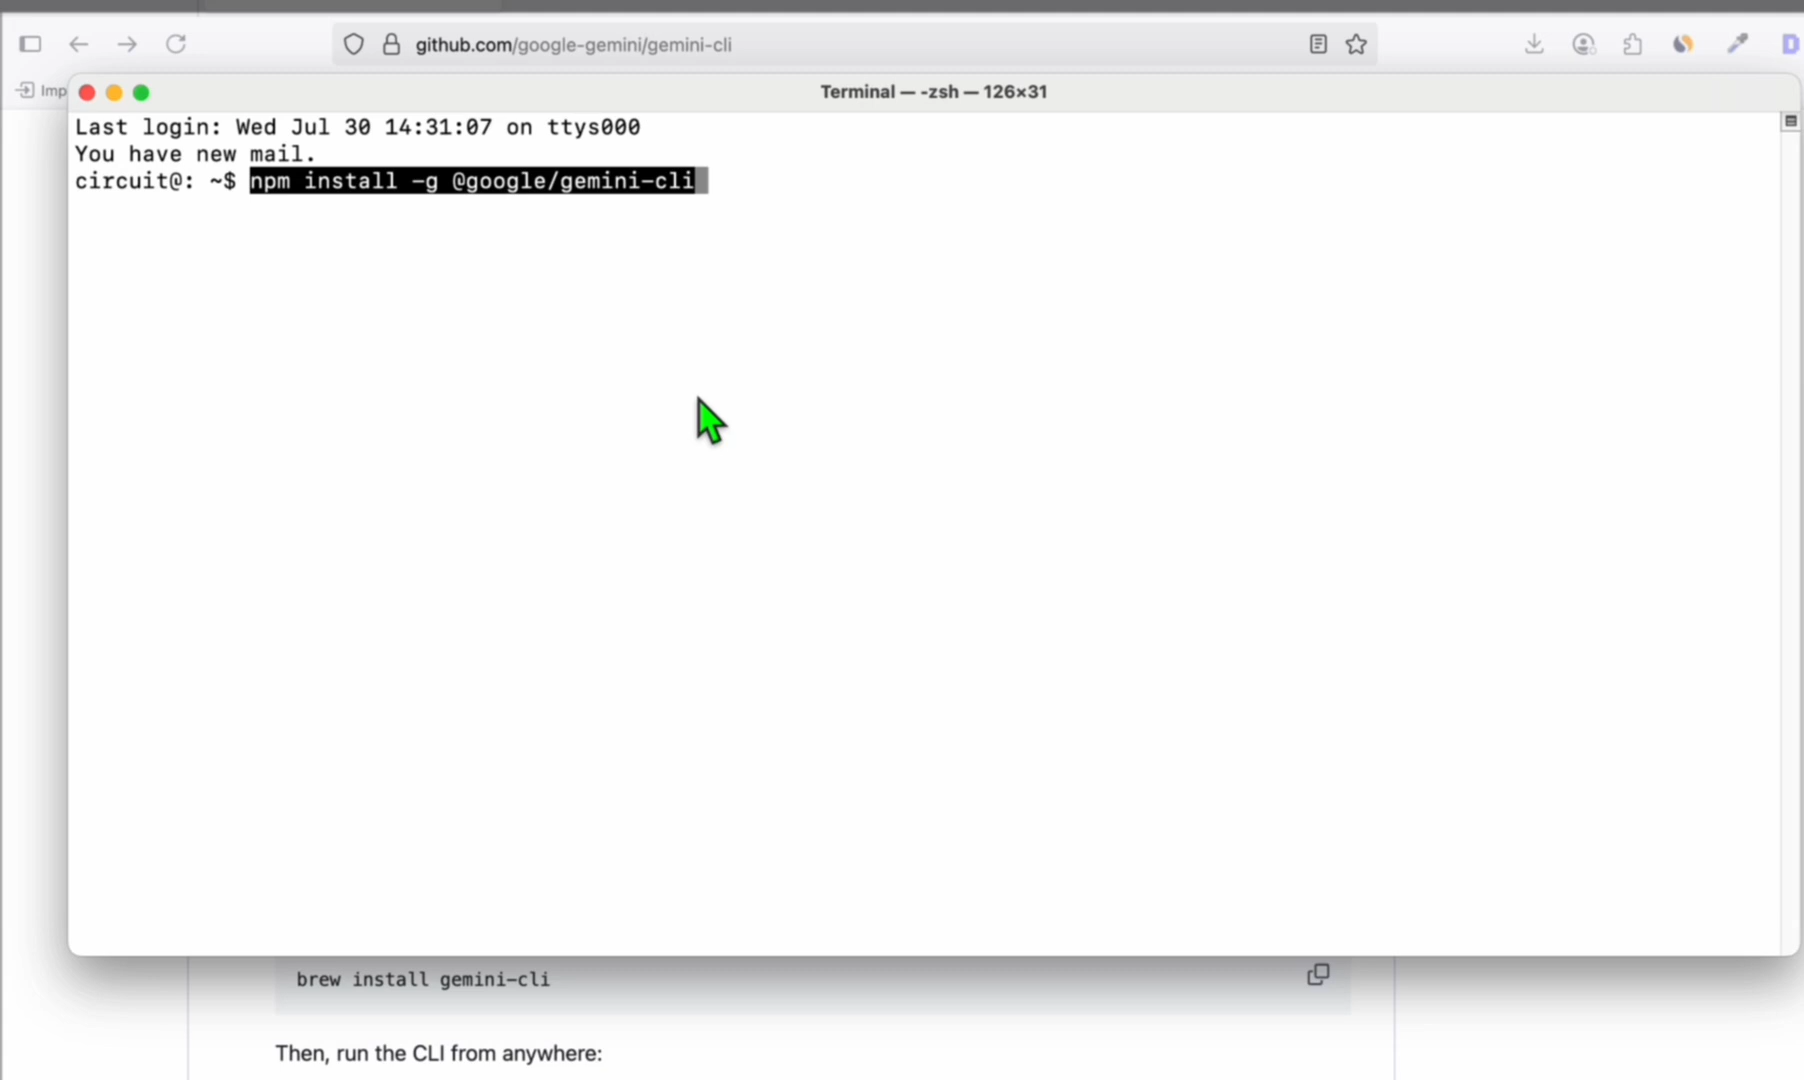 github.com/google-gemini/gemini-cli
Imp
Terminal — -zsh — 126×31
Last login: Wed Jul 30 14:31:07 on ttys000
You have new mail.
circuit@: ~$ npm install -g @google/gemini-cli
brew install gemini-cli
Then, run the CLI from anywhere: